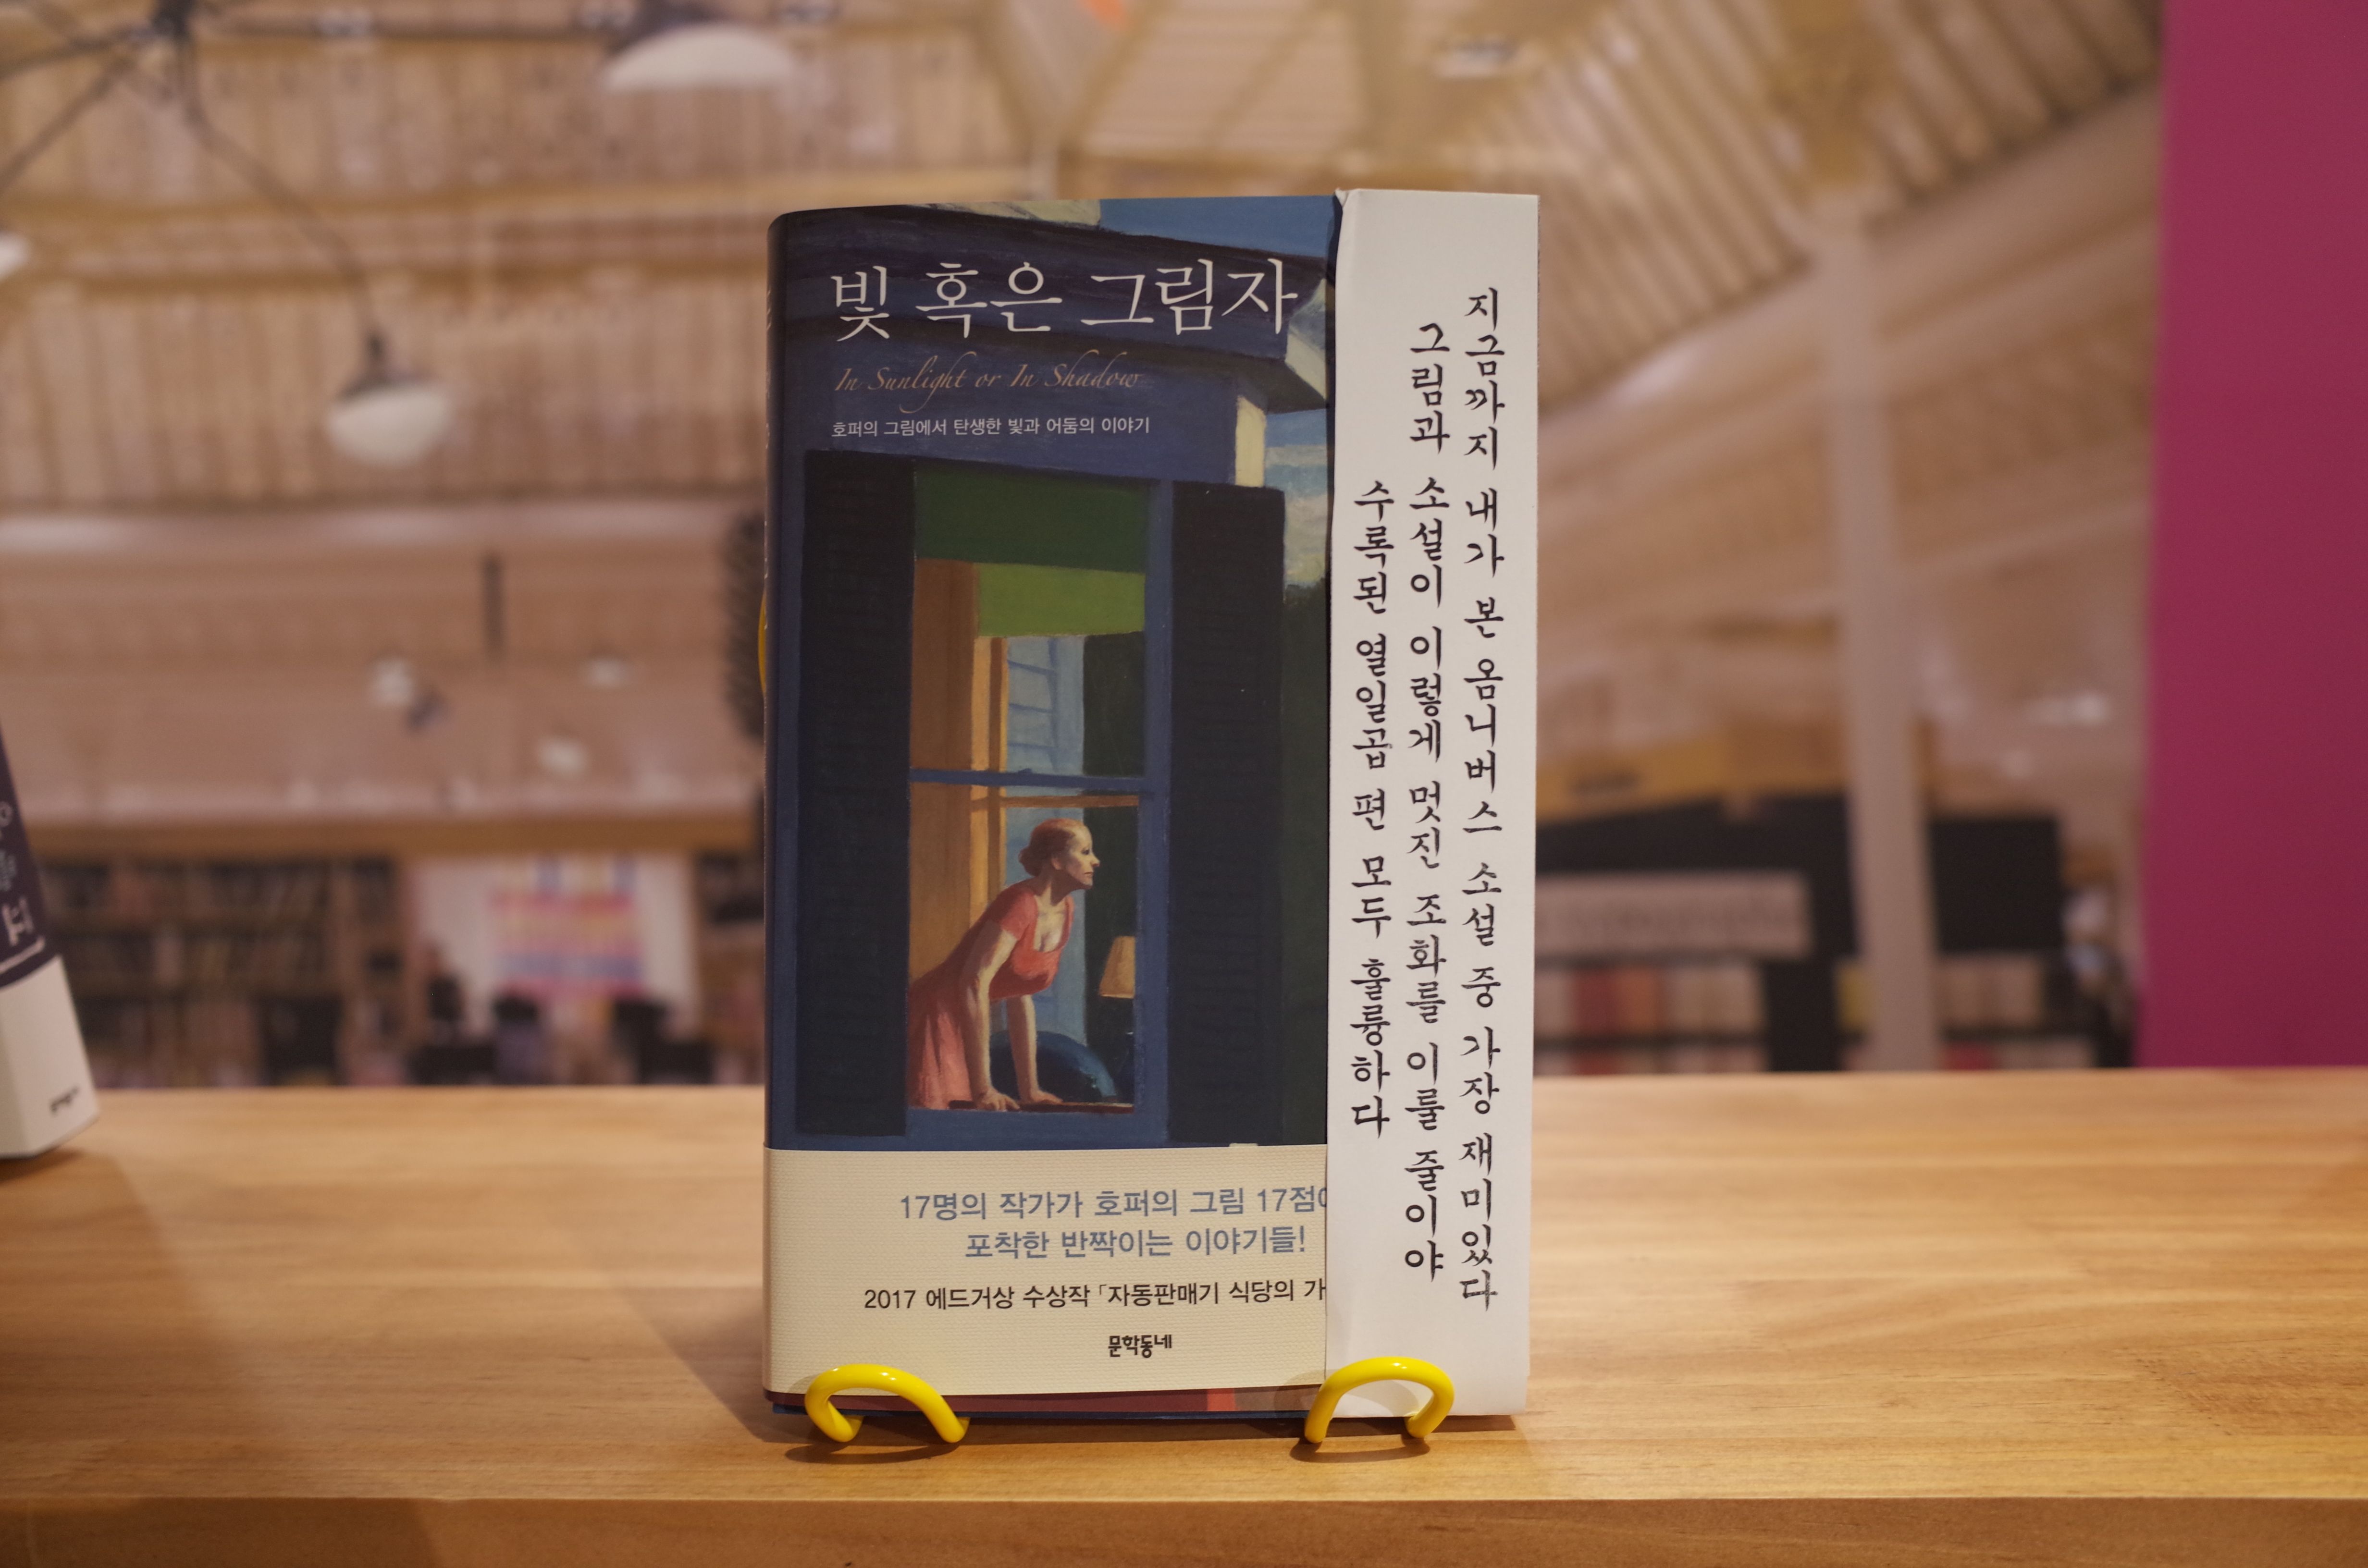 빛 혹은 그림자
In Sunlight or In Shadow
호퍼의 그림에서 탄생한 빛과 어둠의 이야기
17명의 작가가 호퍼의 그림 17점
포착한 반짝이는 이야기들!
2017 에드거상 수상작 「자동판매기 식당의 가
문학동네
지금까지 내가 본 옴니버스 소설 중 가장 재미있다
그림과 소설이 이렇게 멋진 조화를 이룰 줄이야
수록된 열일곱 편 모두 훌륭하다